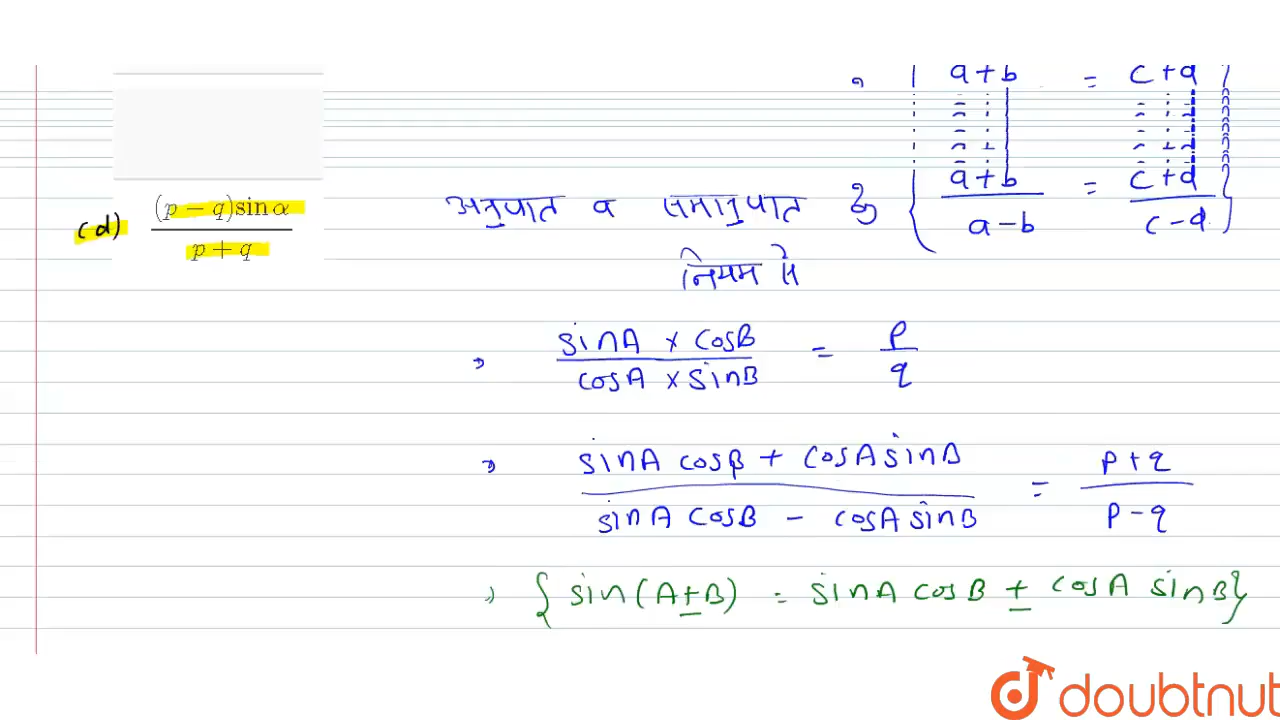 a+b = c+d
a+b = c+d
(d) (p − q)sin α
p + q
अनुपात व समानुपात के
a-b c-d
नियम से
sinA × cosB = P
cosA × sinB q
sinA cosB + cosA sinB = P+q
sinA cosB - cosA sinB P-q
{ sin(A±B) = sinA cosB ± cosA sinB}
doubtnut